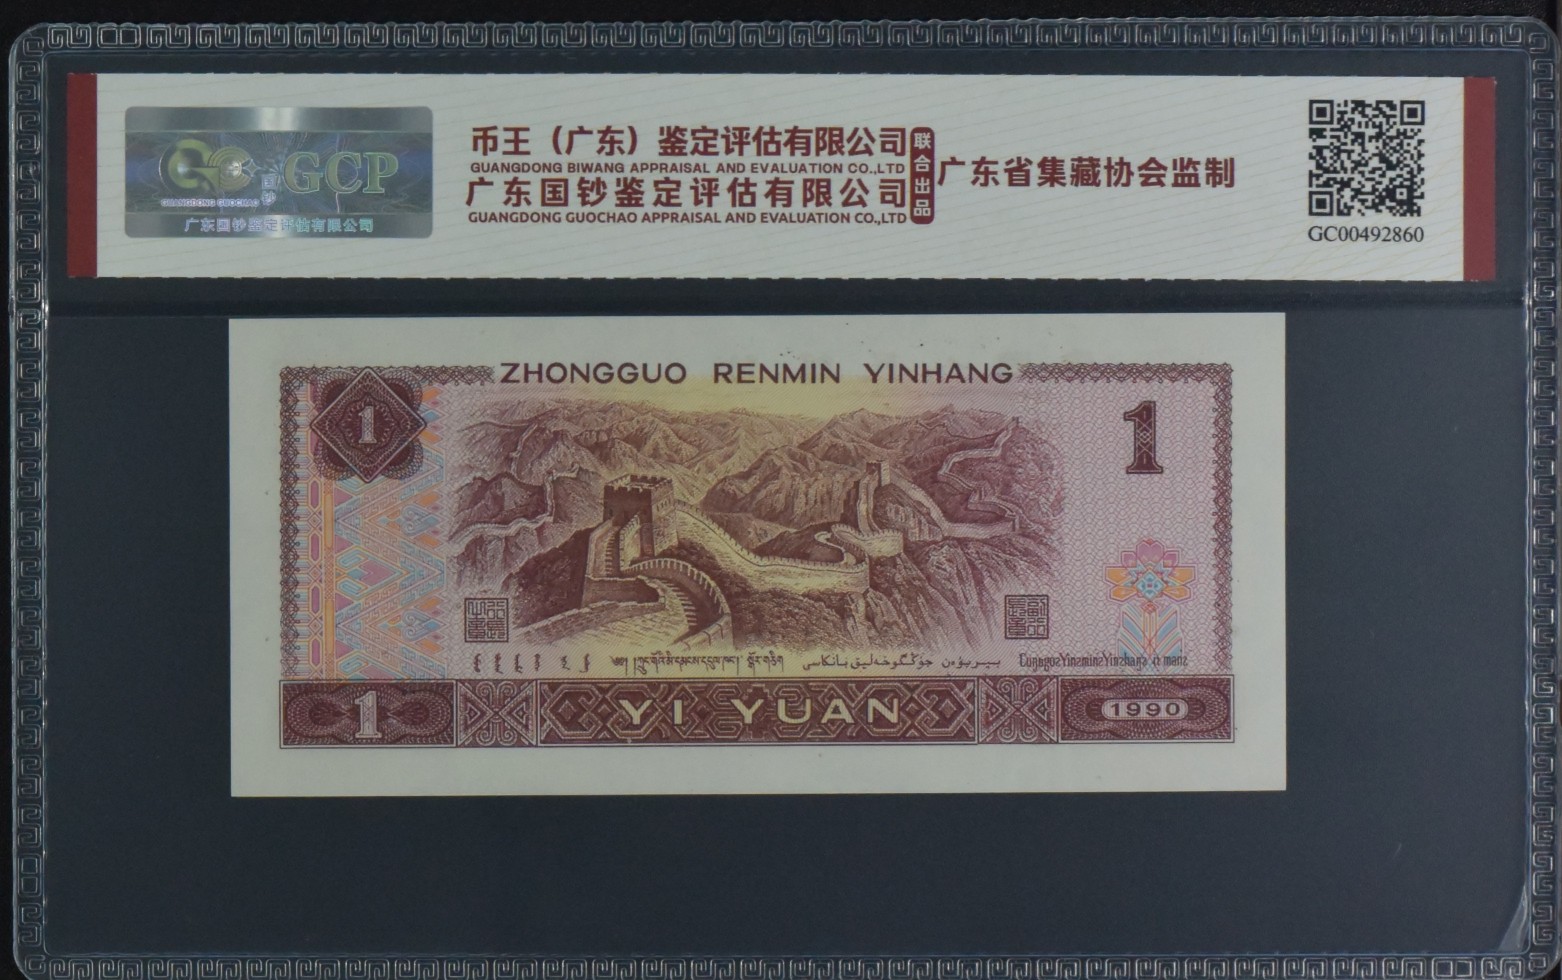 GCP
GUANGDONG GUOCHAO
国钞
广东国钞鉴定评估有限公司
币王（广东）鉴定评估有限公司
GUANGDONG BIWANG APPRAISAL AND EVALUATION CO.,LTD
广东国钞鉴定评估有限公司
GUANGDONG GUOCHAO APPRAISAL AND EVALUATION CO.,LTD
联合出品
广东省集藏协会监制
GC00492860
ZHONGGUO RENMIN YINHANG
1
1
1
YI YUAN
1990